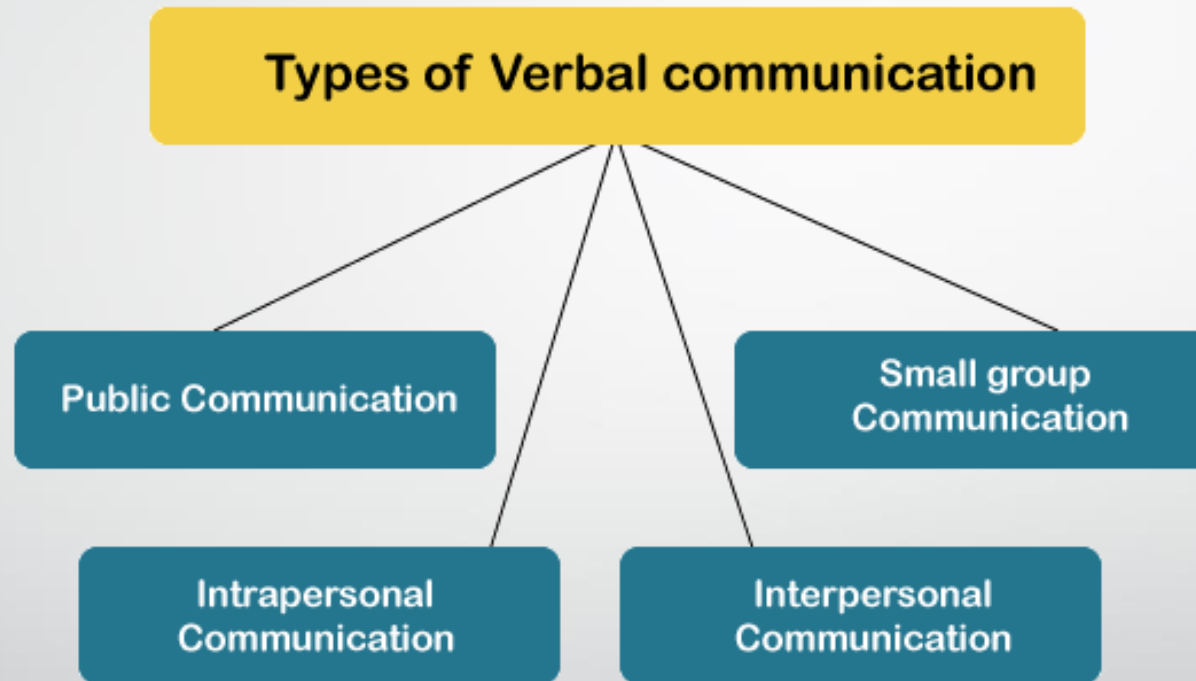 Types of Verbal communication
Public Communication
Small group
Communication
Intrapersonal
Communication
Interpersonal
Communication